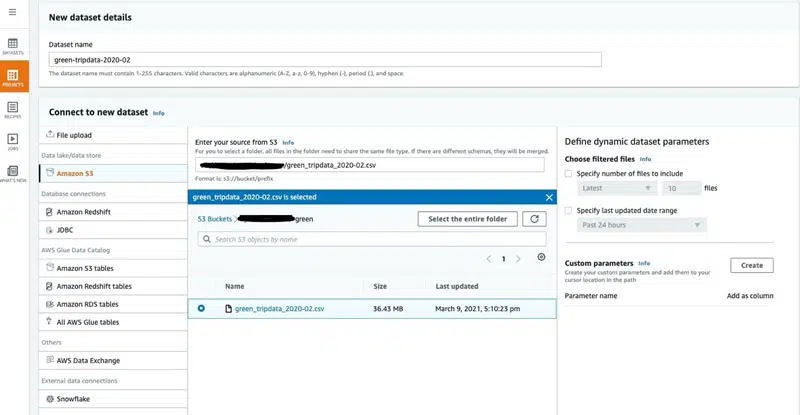 New dataset details
DATASETS
PROJECTS
RECIPES
JOBS
WHAT'S NEW
Dataset name
green-tripdata-2020-02
The dataset name must contain 1-255 characters. Valid characters are alphanumeric (A-Z, a-z, 0-9), hyphen (-), period (.), and space.
Connect to new dataset Info
File upload
Data lake/data store
Amazon S3
Database connections
Amazon Redshift
JDBC
AWS Glue Data Catalog
Amazon S3 tables
Amazon Redshift tables
Amazon RDS tables
All AWS Glue tables
Others
AWS Data Exchange
External data connections
Snowflake
Enter your source from S3 Info
For you to select a folder, all files in the folder need to share the same file type. If there are different schemas, they will be merged.
/green_tripdata_2020-02.csv
Format is: s3://bucket/prefix
green_tripdata_2020-02.csv is selected
S3 Buckets
green
Select the entire folder
Search S3 objects by name
1
Name Size Last updated
green_tripdata_2020-02.csv 36.43 MB March 9, 2021, 5:10:23 pm
Define dynamic dataset parameters
Choose filtered files Info
Specify number of files to include
Latest 10 files
Specify last updated date range
Past 24 hours
Custom parameters Info
Create
Create your custom parameters and add them to your
cursor location in the path
Parameter name Add as column